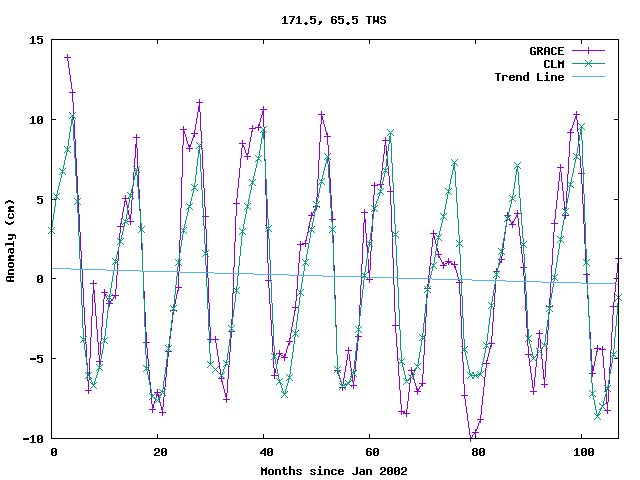 171.5, 65.5 TWS
GRACE
CLM
Trend Line
15
10
5
0
-5
-10
Anomaly (cm)
0 20 40 60 80 100
Months since Jan 2002